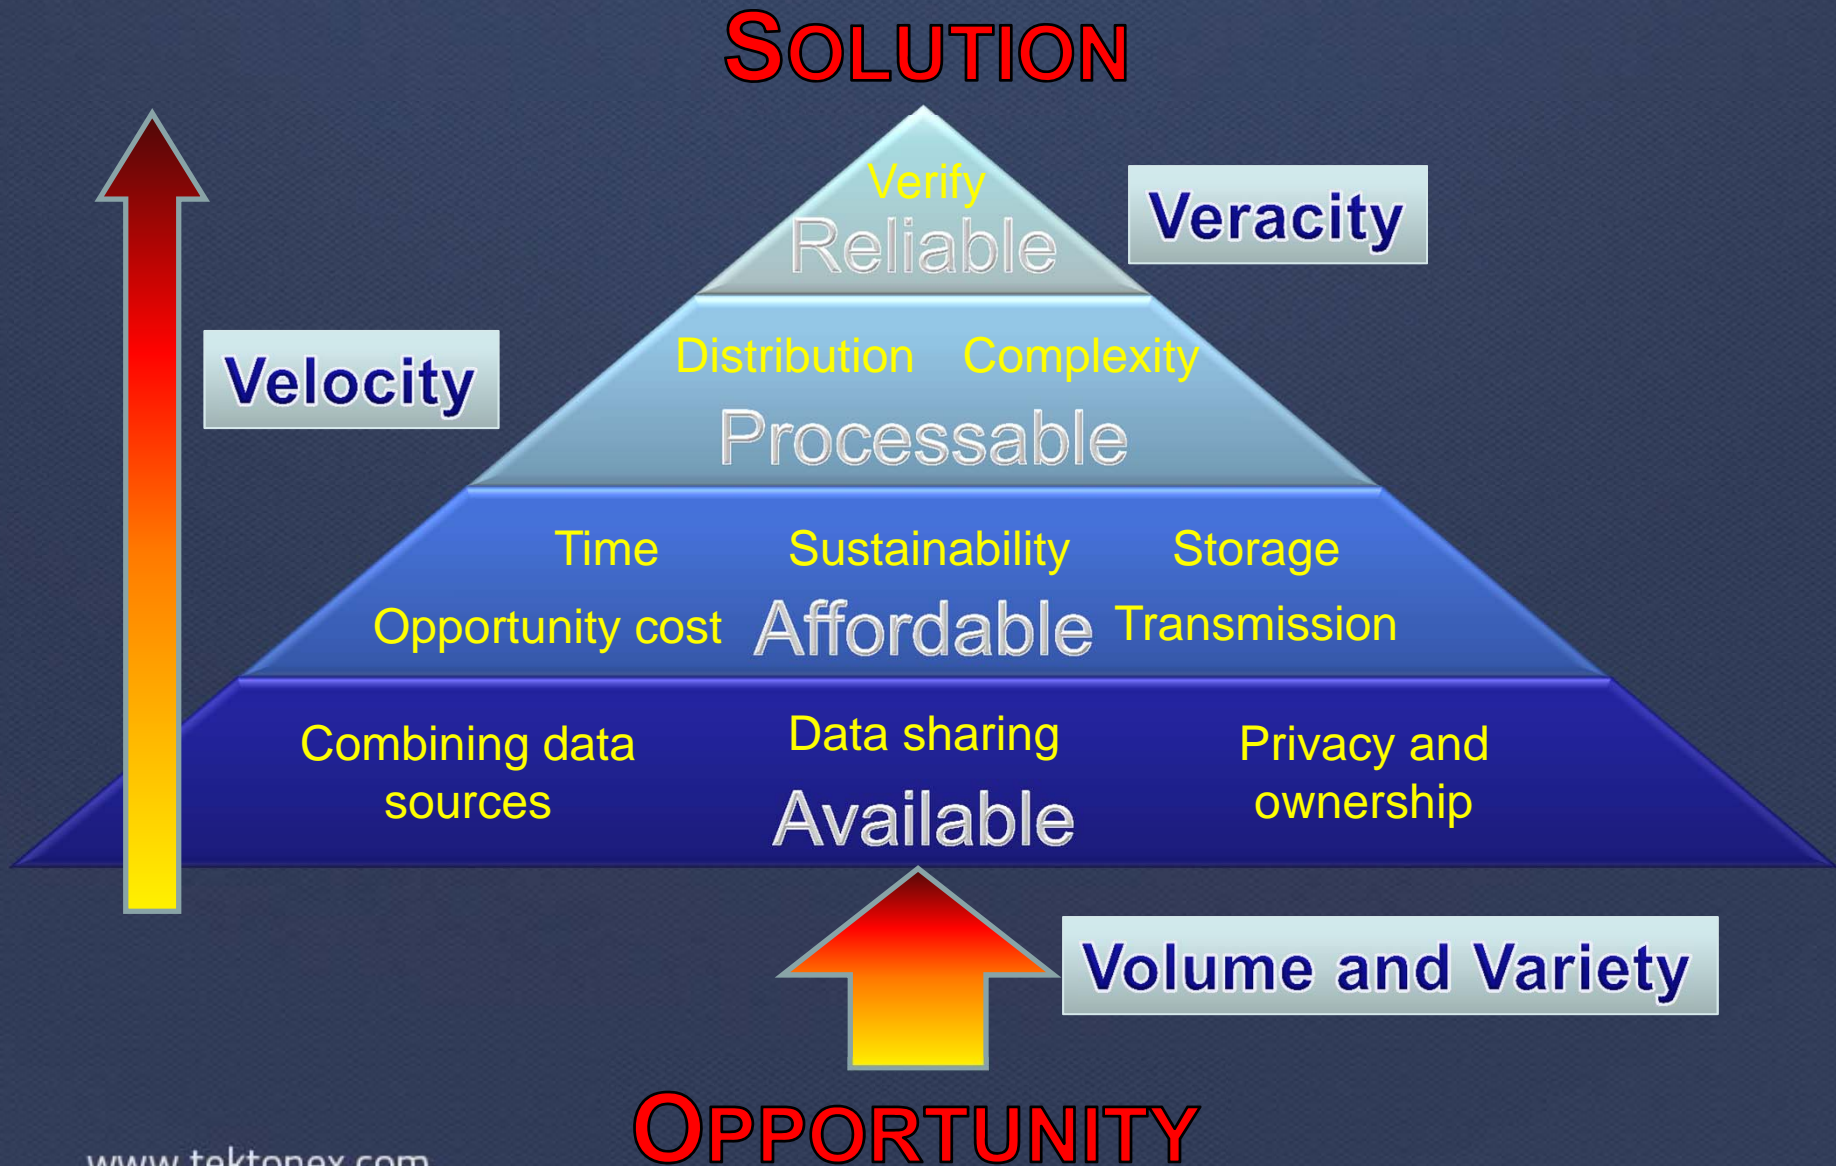 SOLUTION
Verify
Reliable
Veracity
Velocity
Distribution Complexity
Processable
Time Sustainability Storage
Opportunity cost Affordable Transmission
Combining data
sources
Data sharing
Privacy and
ownership
Available
Volume and Variety
OPPORTUNITY
www.tektonex.com